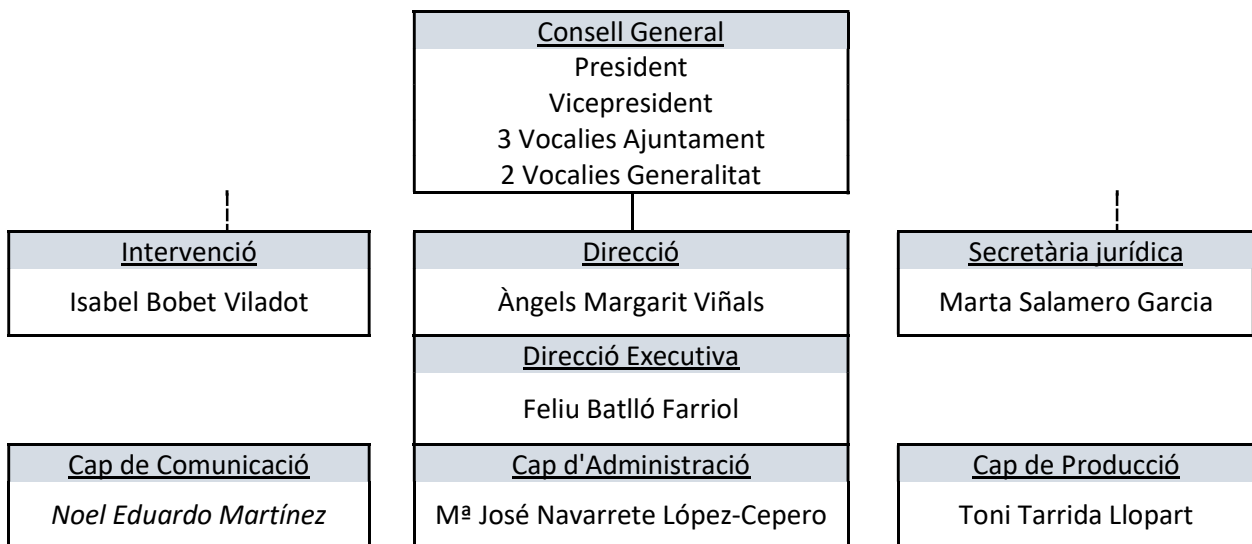 Consell General
President
Vicepresident
3 Vocalies Ajuntament
2 Vocalies Generalitat
Intervenció
Direcció
Secretària jurídica
Isabel Bobet Viladot
Àngels Margarit Viñals
Marta Salamero Garcia
Direcció Executiva
Feliu Batlló Farriol
Cap de Comunicació
Cap d'Administració
Cap de Producció
Noel Eduardo Martínez
Mª José Navarrete López-Cepero
Toni Tarrida Llopart